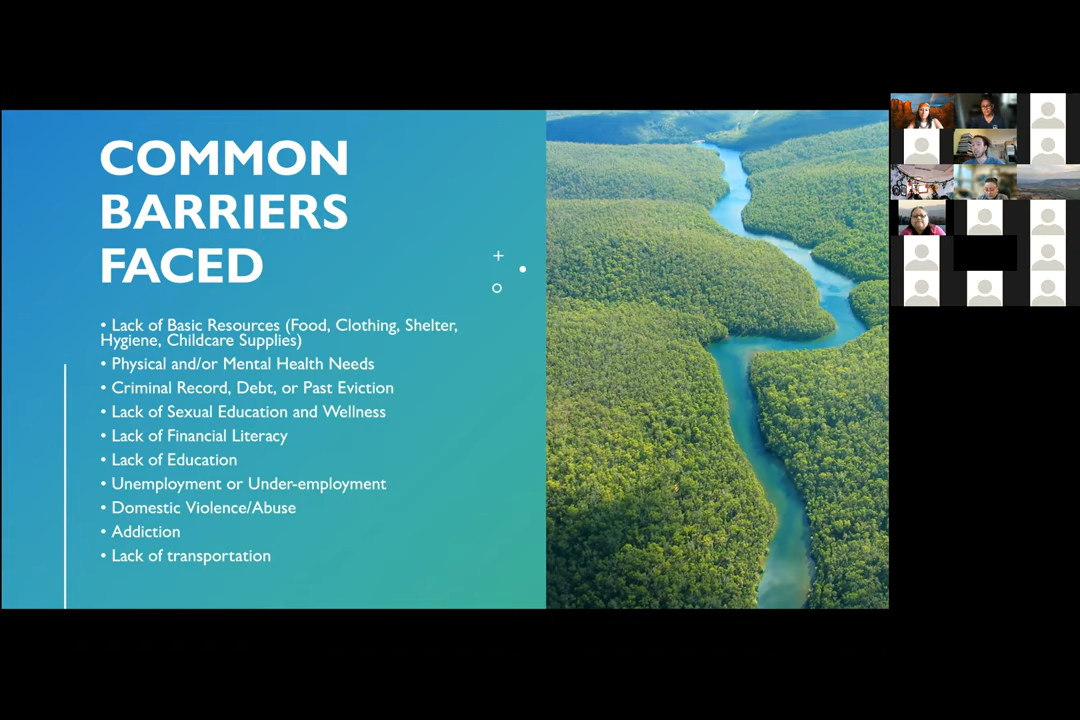 COMMON
BARRIERS
FACED
• Lack of Basic Resources (Food, Clothing, Shelter,
Hygiene, Childcare Supplies)
• Physical and/or Mental Health Needs
• Criminal Record, Debt, or Past Eviction
• Lack of Sexual Education and Wellness
• Lack of Financial Literacy
• Lack of Education
• Unemployment or Under-employment
• Domestic Violence/Abuse
• Addiction
• Lack of transportation